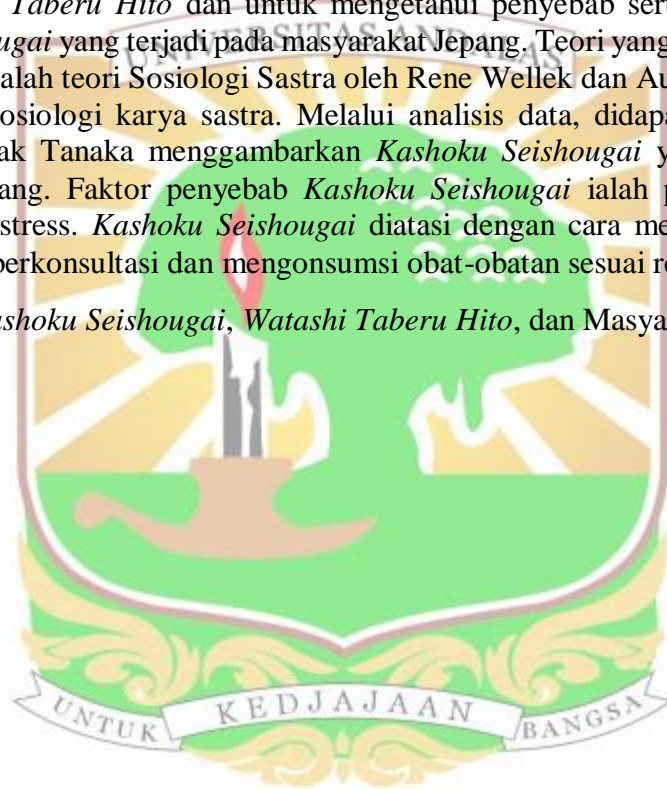 Taberu Hito dan untuk mengetahui penyebab ser
ugai yang terjadi pada masyarakat Jepang. Teori yang
UNIVERSITAS ANDALAS
alah teori Sosiologi Sastra oleh Rene Wellek dan Au
osiologi karya sastra. Melalui analisis data, didapa
ak Tanaka menggambarkan Kashoku Seishougai y
ang. Faktor penyebab Kashoku Seishougai ialah p
stress. Kashoku Seishougai diatasi dengan cara me
berkonsultasi dan mengonsumsi obat-obatan sesuai re
shoku Seishougai, Watashi Taberu Hito, dan Masya
UNTUK KEDJAJAAN BANGSA